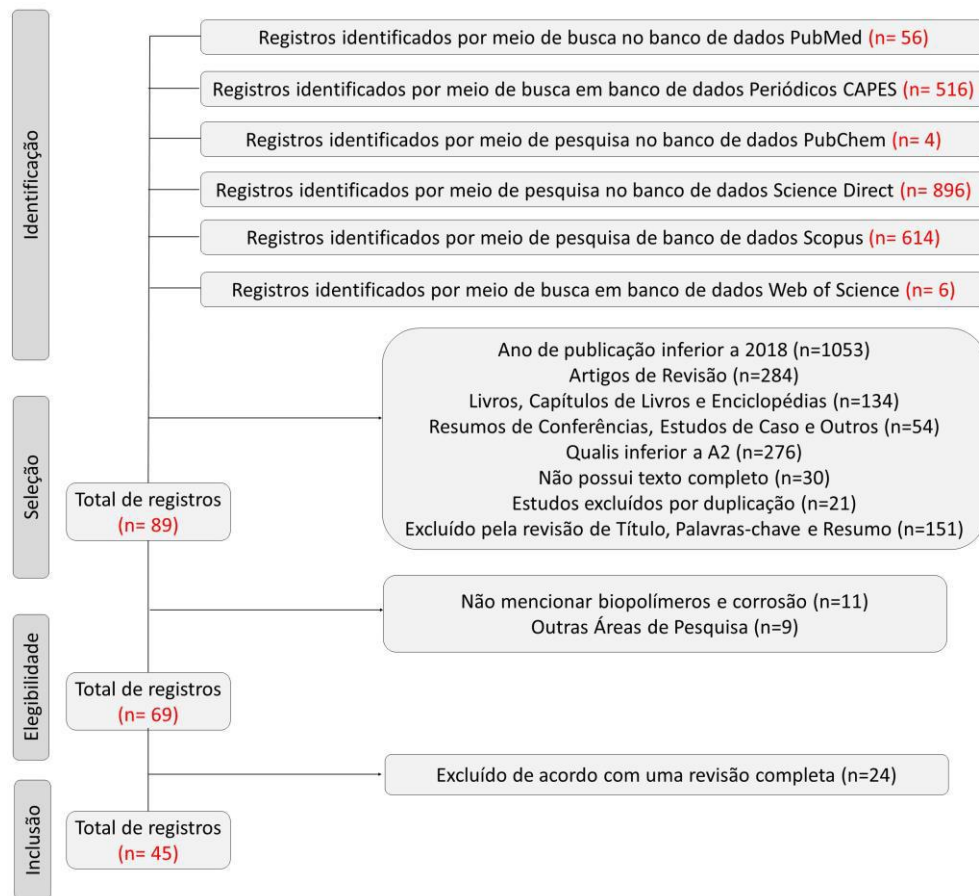 Identificação
Registros identificados por meio de busca no banco de dados PubMed (n= 56)
Registros identificados por meio de busca em banco de dados Periódicos CAPES (n= 516)
Registros identificados por meio de pesquisa no banco de dados PubChem (n= 4)
Registros identificados por meio de pesquisa no banco de dados Science Direct (n= 896)
Registros identificados por meio de pesquisa de banco de dados Scopus (n= 614)
Registros identificados por meio de busca em banco de dados Web of Science (n= 6)
Seleção
Ano de publicação inferior a 2018 (n=1053)
Artigos de Revisão (n=284)
Livros, Capítulos de Livros e Enciclopédias (n=134)
Resumos de Conferências, Estudos de Caso e Outros (n=54)
Qualis inferior a A2 (n=276)
Não possui texto completo (n=30)
Estudos excluídos por duplicação (n=21)
Excluído pela revisão de Título, Palavras-chave e Resumo (n=151)
Total de registros
(n= 89)
Elegibilidade
Não mencionar biopolímeros e corrosão (n=11)
Outras Áreas de Pesquisa (n=9)
Total de registros
(n= 69)
Inclusão
Excluído de acordo com uma revisão completa (n=24)
Total de registros
(n= 45)